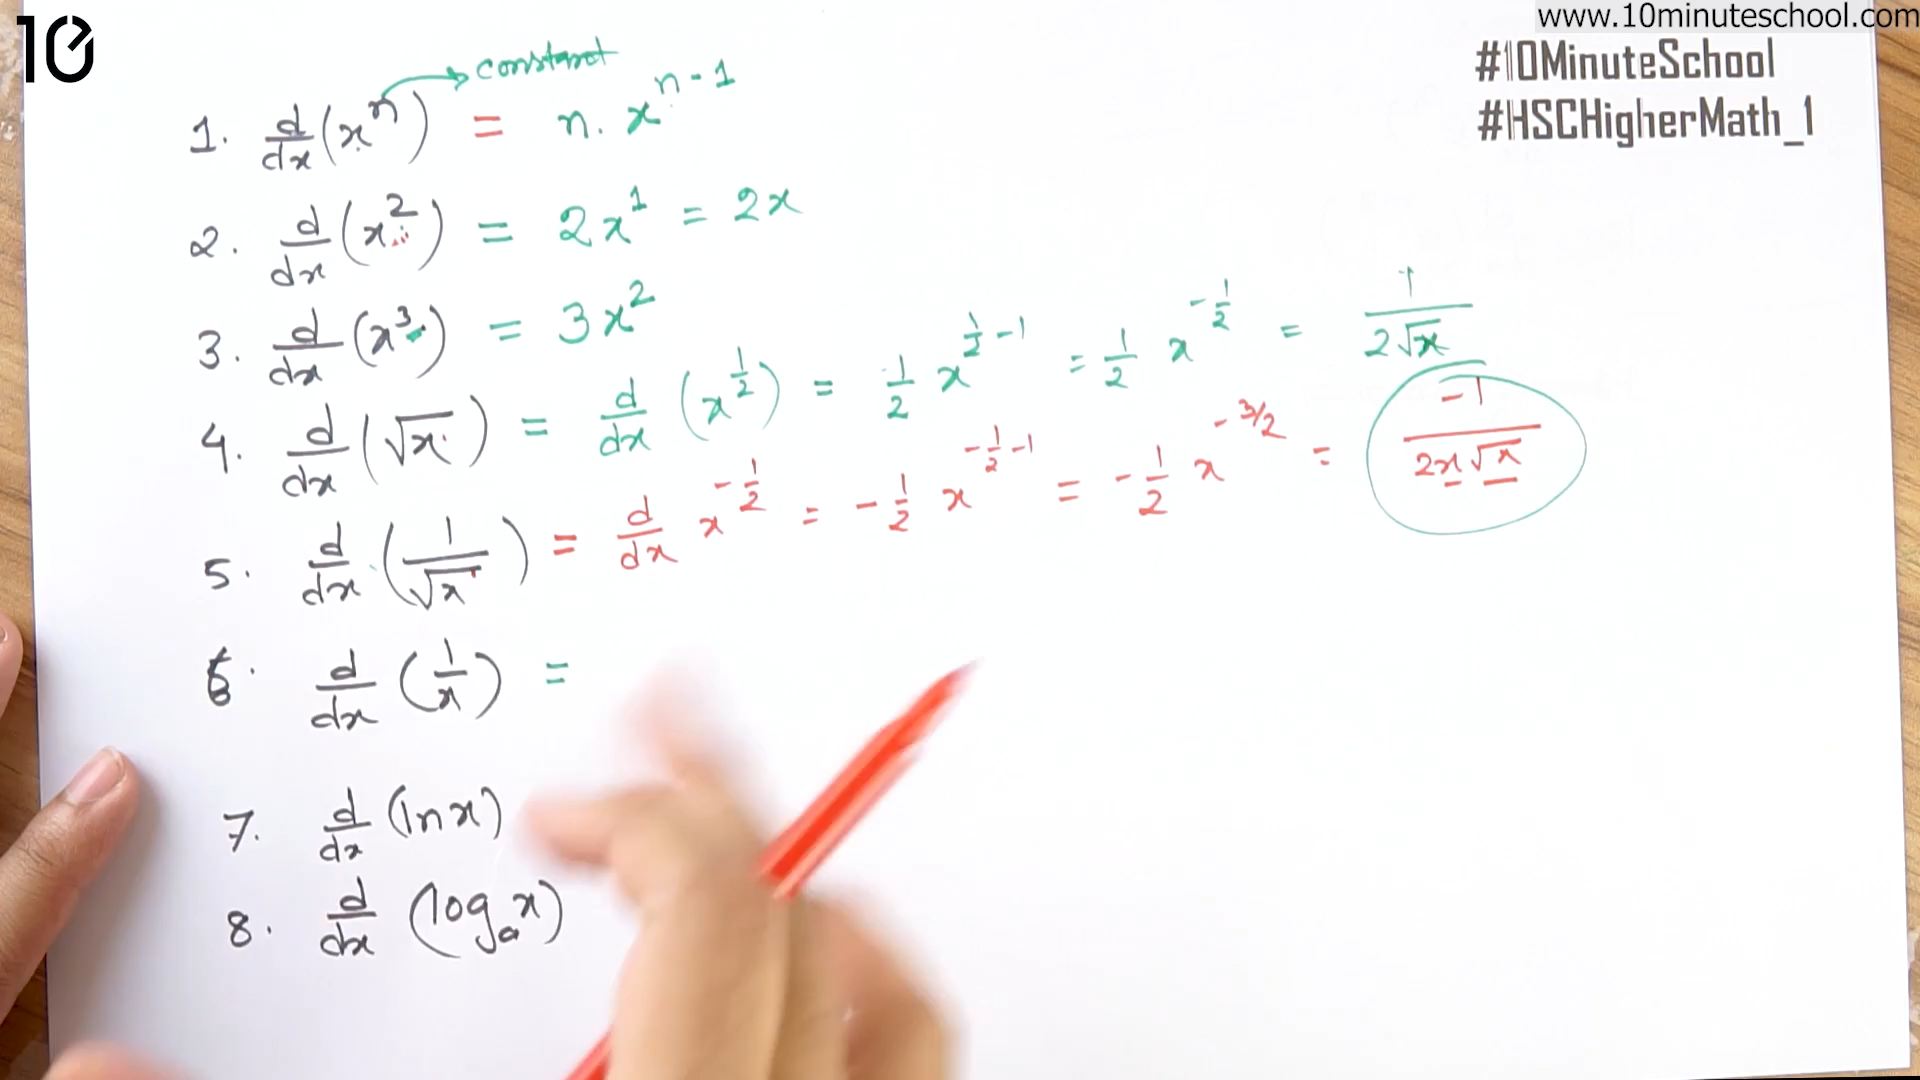 10
www.10minuteschool.com
#10MinuteSchool
#HSCHigherMath_1
constant
1. d/dx (x^n) = n. x^(n-1)
2. d/dx (x^2) = 2x^1 = 2x
3. d/dx (x^3) = 3x^2
4. d/dx (√x) = d/dx (x^(1/2)) = 1/2 x^(1/2 - 1) = 1/2 x^(-1/2) = 1/(2√x)
5. d/dx (1/√x) = d/dx x^(-1/2) = -1/2 x^(-1/2 - 1) = -1/2 x^(-3/2) = -1/(2x√x)
6. d/dx (1/x) =
7. d/dx (ln x)
8. d/dx (log_a x)